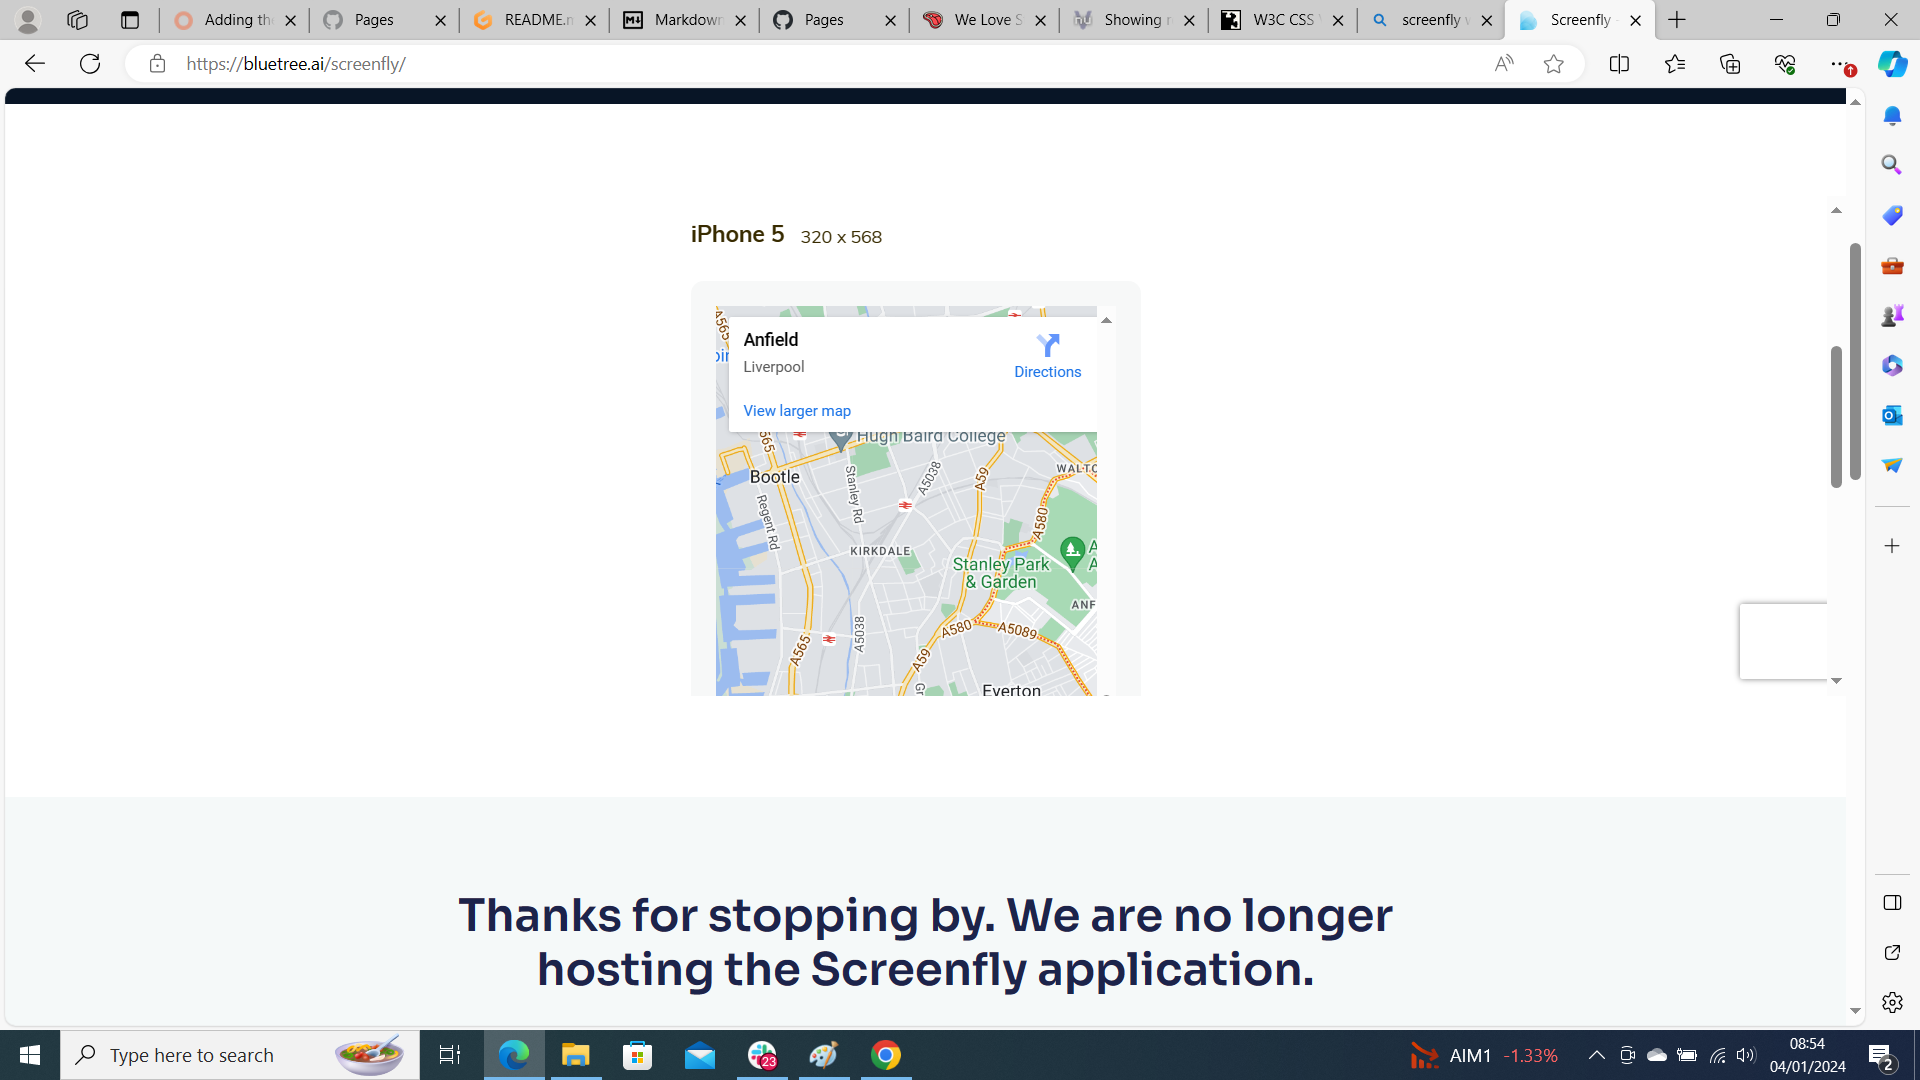 Adding the
Pages
README.m
Markdown
Pages
We Love S
Showing r
W3C CSS V
screenfly w
Screenfly -
https://bluetree.ai/screenfly/
iPhone 5 320 x 568
Anfield
Liverpool
Directions
View larger map
A565
Hugh Baird College
A565
WALTO
Bootle
Stanley Rd
A5038
A59
Regent Rd
A580
KIRKDALE
Stanley Park
& Garden
ANF
A580
A5089
A5038
A565
A59
Everton
Thanks for stopping by. We are no longer
hosting the Screenfly application.
Type here to search
23
AIM1 -1.33%
08:54
04/01/2024
2